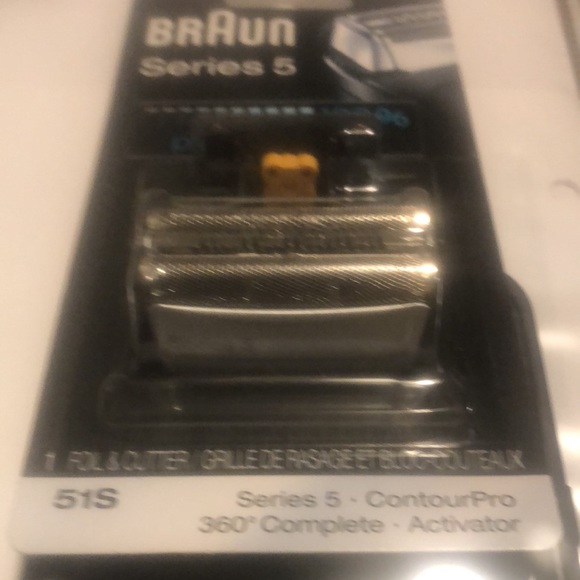 BRAUN
Series 5
1 FOIL & CUTTER / GRILLE DE RASAGE ET BLOC-COUTEAUX
51S
Series 5 · ContourPro
360° Complete · Activator